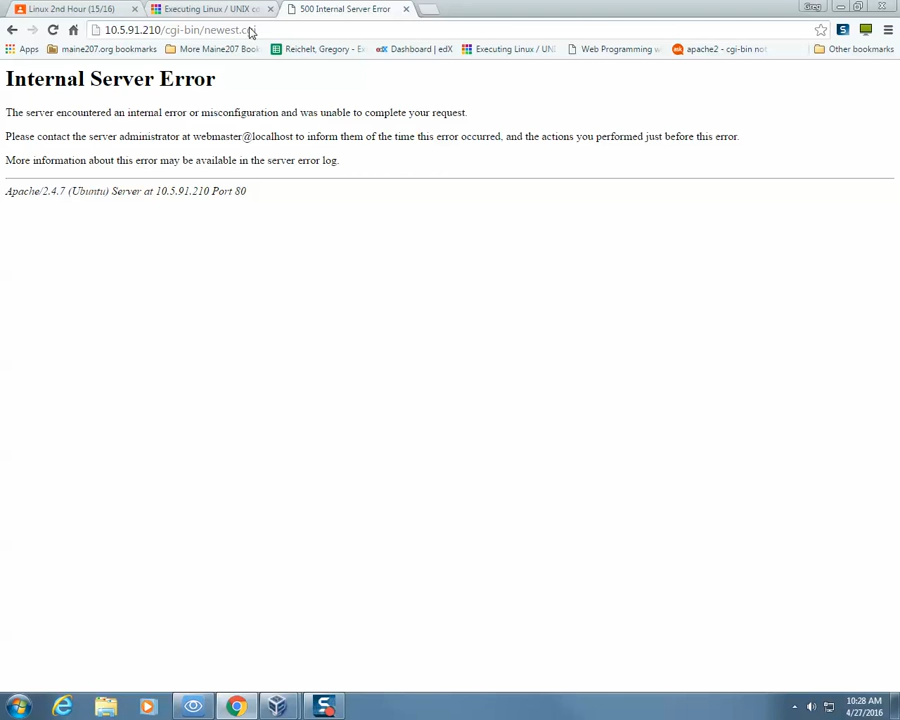 Linux 2nd Hour (15/16)
Executing Linux / UNIX co
500 Internal Server Error
Greg
10.5.91.210/cgi-bin/newest.cgi
Apps
maine207.org bookmarks
More Maine207 Book
Reichelt, Gregory - E
Dashboard | edX
Executing Linux / UNI
Web Programming w
apache2 - cgi-bin not
Other bookmarks
Internal Server Error
The server encountered an internal error or misconfiguration and was unable to complete your request.
Please contact the server administrator at webmaster@localhost to inform them of the time this error occurred, and the actions you performed just before this error.
More information about this error may be available in the server error log.
Apache/2.4.7 (Ubuntu) Server at 10.5.91.210 Port 80
10:28 AM
4/27/2016